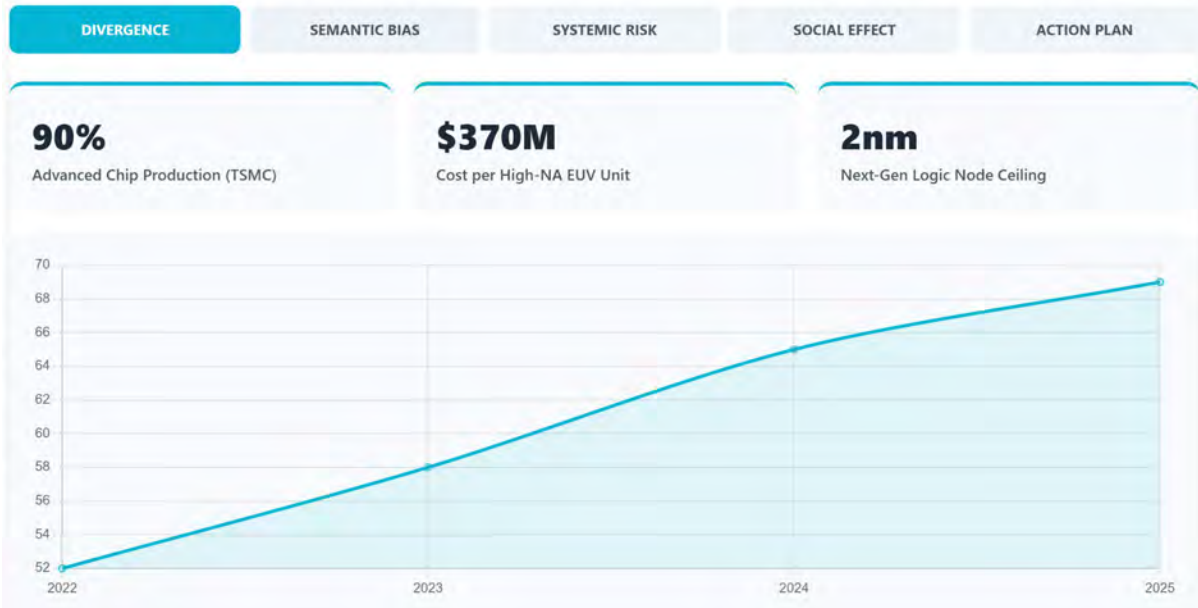 DIVERGENCE SEMANTIC BIAS SYSTEMIC RISK SOCIAL EFFECT ACTION PLAN
90% $370M 2nm
Advanced Chip Production (TSMC) Cost per High-NA EUV Unit Next-Gen Logic Node Ceiling
70
68
66
64
62
60
58
56
54
52
2022 2023 2024 2025